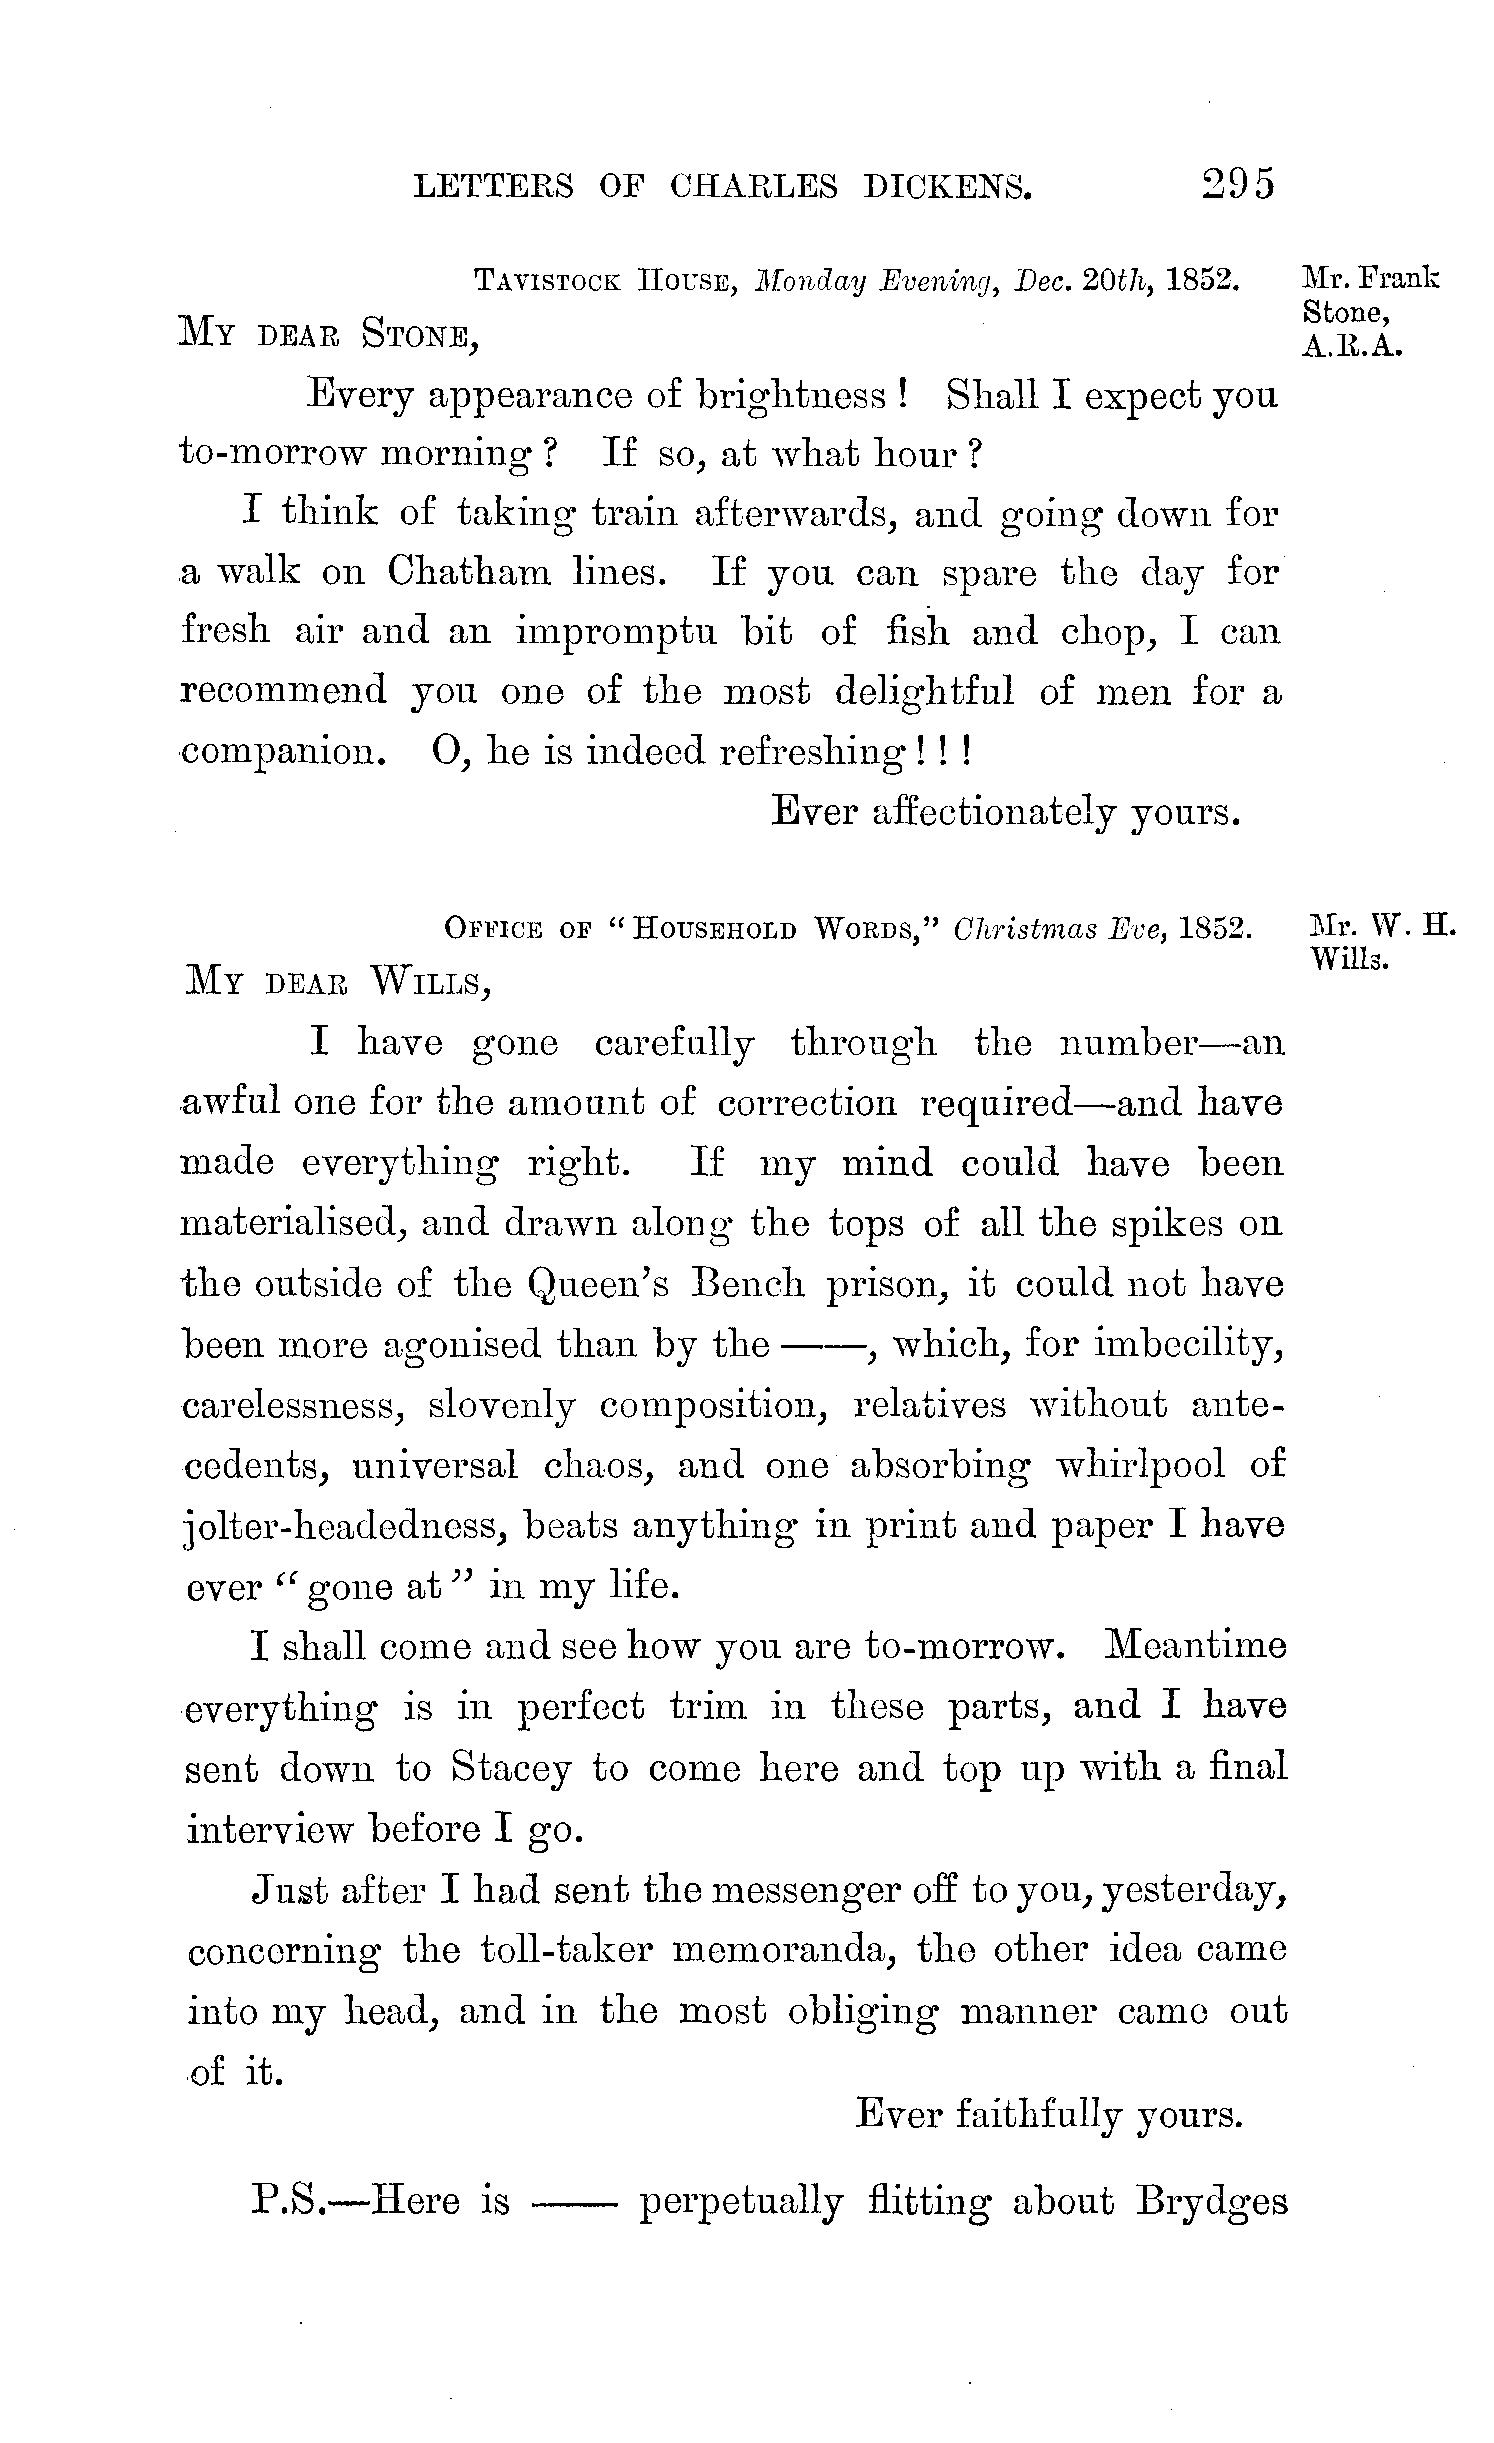 LETTERS OF CHARLES DICKENS. 295
TAVISTOCK HOUSE, Monday Evening, Dec. 20th, 1852.
Mr. Frank
Stone,
A.R.A.
MY DEAR STONE,
Every appearance of brightness! Shall I expect you
to-morrow morning? If so, at what hour?
I think of taking train afterwards, and going down for
a walk on Chatham lines. If you can spare the day for
fresh air and an impromptu bit of fish and chop, I can
recommend you one of the most delightful of men for a
companion. O, he is indeed refreshing!!!
Ever affectionately yours.
OFFICE OF "HOUSEHOLD WORDS," Christmas Eve, 1852.
Mr. W. H.
Wills.
MY DEAR WILLS,
I have gone carefully through the number—an
awful one for the amount of correction required—and have
made everything right. If my mind could have been
materialised, and drawn along the tops of all the spikes on
the outside of the Queen's Bench prison, it could not have
been more agonised than by the ——, which, for imbecility,
carelessness, slovenly composition, relatives without ante-
cedents, universal chaos, and one absorbing whirlpool of
jolter-headedness, beats anything in print and paper I have
ever "gone at" in my life.
I shall come and see how you are to-morrow. Meantime
everything is in perfect trim in these parts, and I have
sent down to Stacey to come here and top up with a final
interview before I go.
Just after I had sent the messenger off to you, yesterday,
concerning the toll-taker memoranda, the other idea came
into my head, and in the most obliging manner came out
of it.
Ever faithfully yours.
P.S.—Here is —— perpetually flitting about Brydges